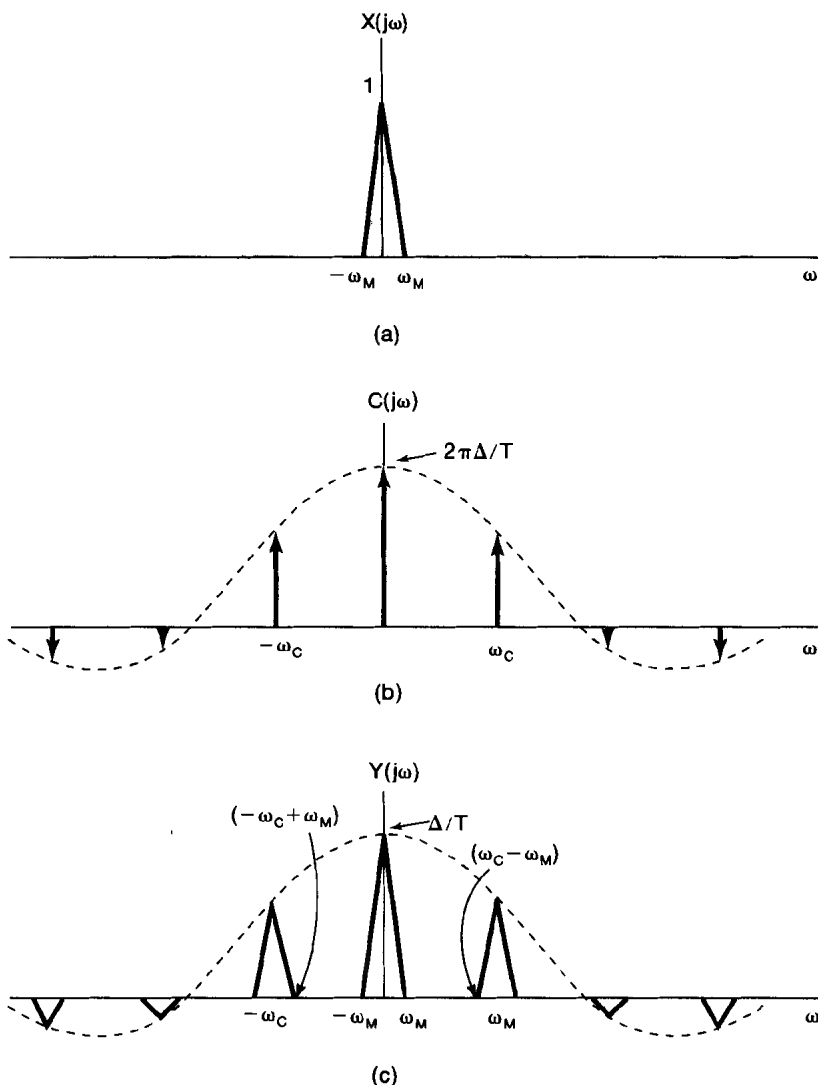 X(jω)
1
−ω_M ω_M ω
(a)
C(jω)
2πΔ/T
−ω_C ω_C ω
(b)
Y(jω)
(−ω_C+ω_M)
Δ/T
(ω_C−ω_M)
−ω_C −ω_M ω_M ω_M ω
(c)